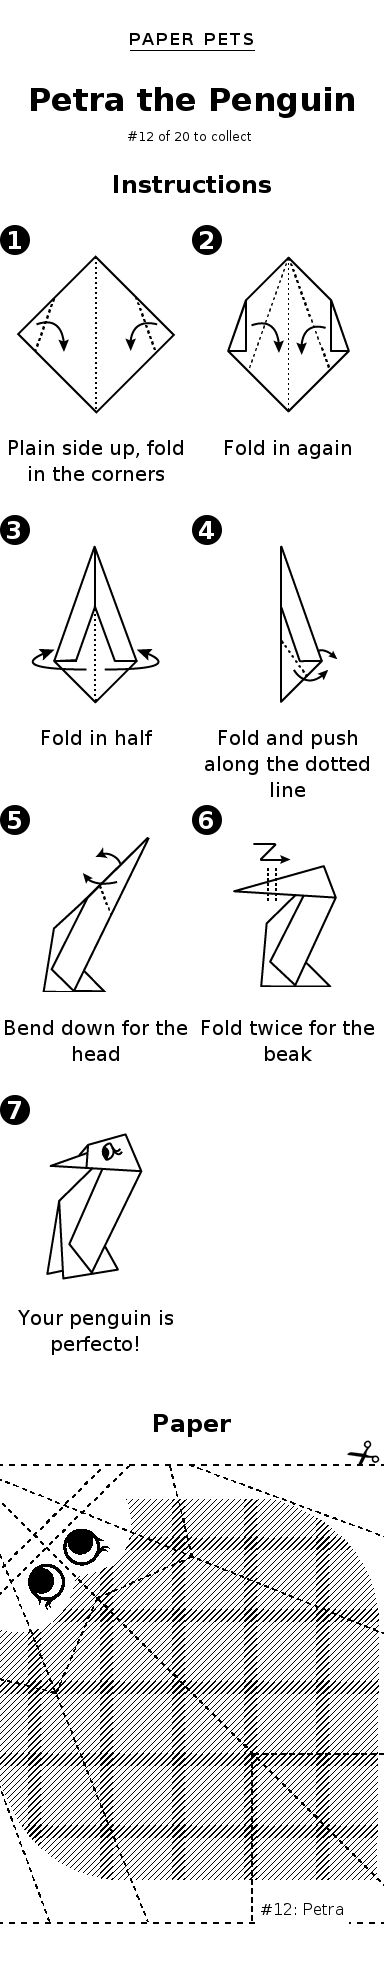 PAPER PETS
Petra the Penguin
#12 of 20 to collect
Instructions
1
Plain side up, fold
in the corners
2
Fold in again
3
Fold in half
4
Fold and push
along the dotted
line
5
Bend down for the
head
6
Fold twice for the
beak
7
Your penguin is
perfecto!
Paper
#12: Petra